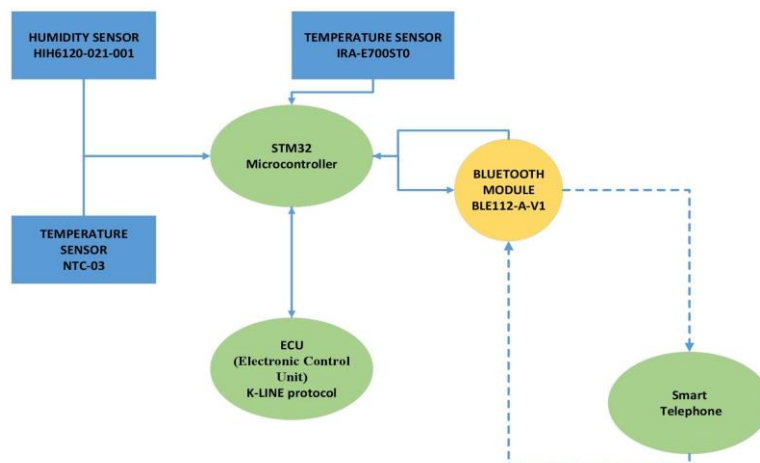 HUMIDITY SENSOR
HIH6120-021-001
TEMPERATURE SENSOR
IRA-E700ST0
STM32
Microcontroller
BLUETOOTH
MODULE
BLE112-A-V1
TEMPERATURE
SENSOR
NTC-03
ECU
(Electronic Control
Unit)
K-LINE protocol
Smart
Telephone